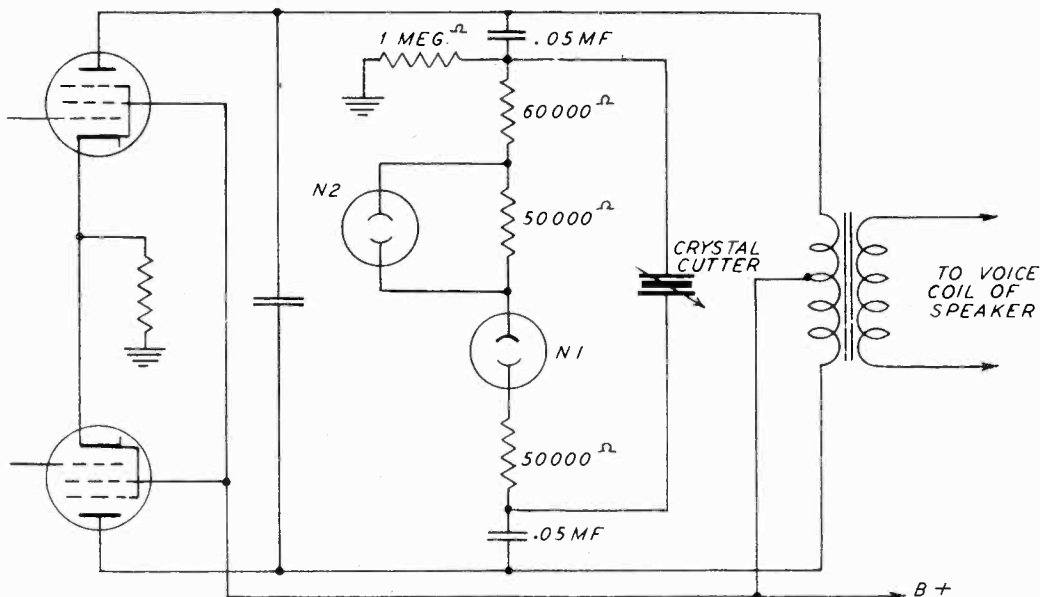 1 MEG. Ω
.05 MF
60000 Ω
N2
50000 Ω
CRYSTAL
CUTTER
TO VOICE
COIL OF
SPEAKER
N1
50000 Ω
.05 MF
B +